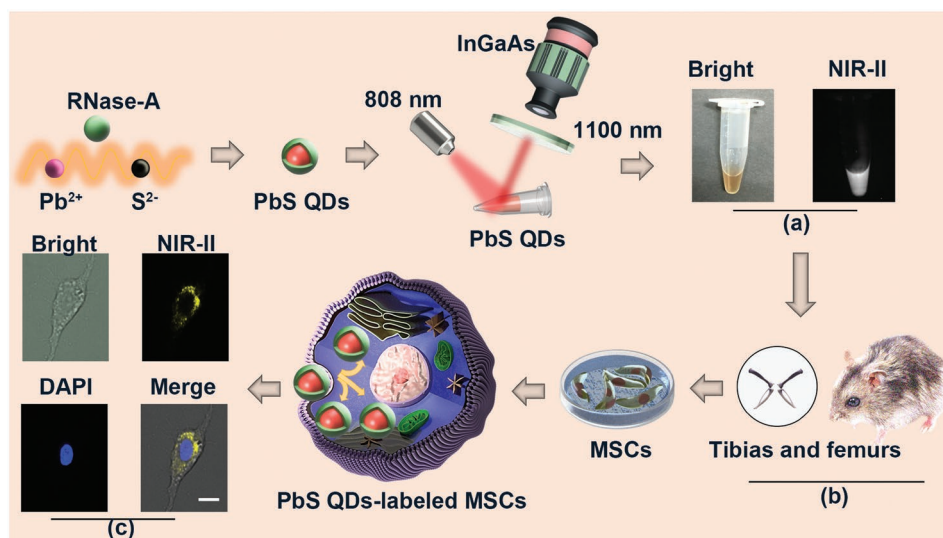 InGaAs
Bright NIR-II
RNase-A
808 nm
1100 nm
Pb²⁺ S²⁻
PbS QDs
PbS QDs
(a)
Bright NIR-II
DAPI Merge
MSCs
Tibias and femurs
PbS QDs-labeled MSCs
(b)
(c)